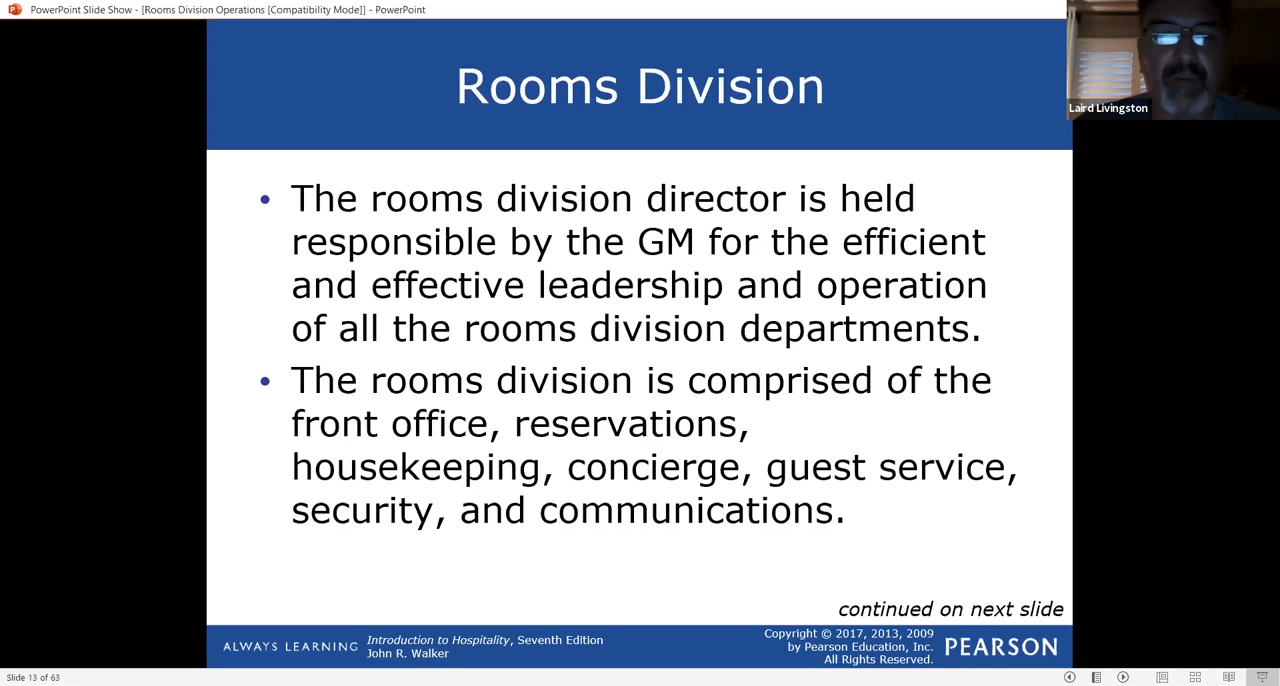 PowerPoint Slide Show - [Rooms Division Operations [Compatibility Mode]] - PowerPoint
Laird Livingston
Rooms Division
• The rooms division director is held
responsible by the GM for the efficient
and effective leadership and operation
of all the rooms division departments.
• The rooms division is comprised of the
front office, reservations,
housekeeping, concierge, guest service,
security, and communications.
continued on next slide
ALWAYS LEARNING
Introduction to Hospitality, Seventh Edition
John R. Walker
Copyright © 2017, 2013, 2009
by Pearson Education, Inc.
All Rights Reserved.
PEARSON
Slide 13 of 63